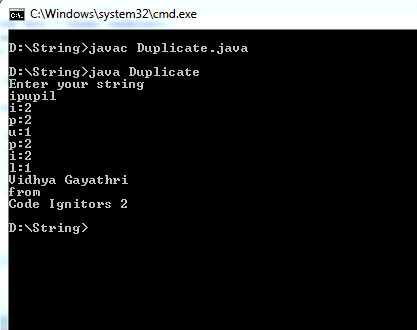 C:\Windows\system32\cmd.exe
D:\String>javac Duplicate.java
D:\String>java Duplicate
Enter your string
ipupil
i:2
p:2
u:1
p:2
i:2
l:1
Vidhya Gayathri
from
Code Ignitors 2
D:\String>